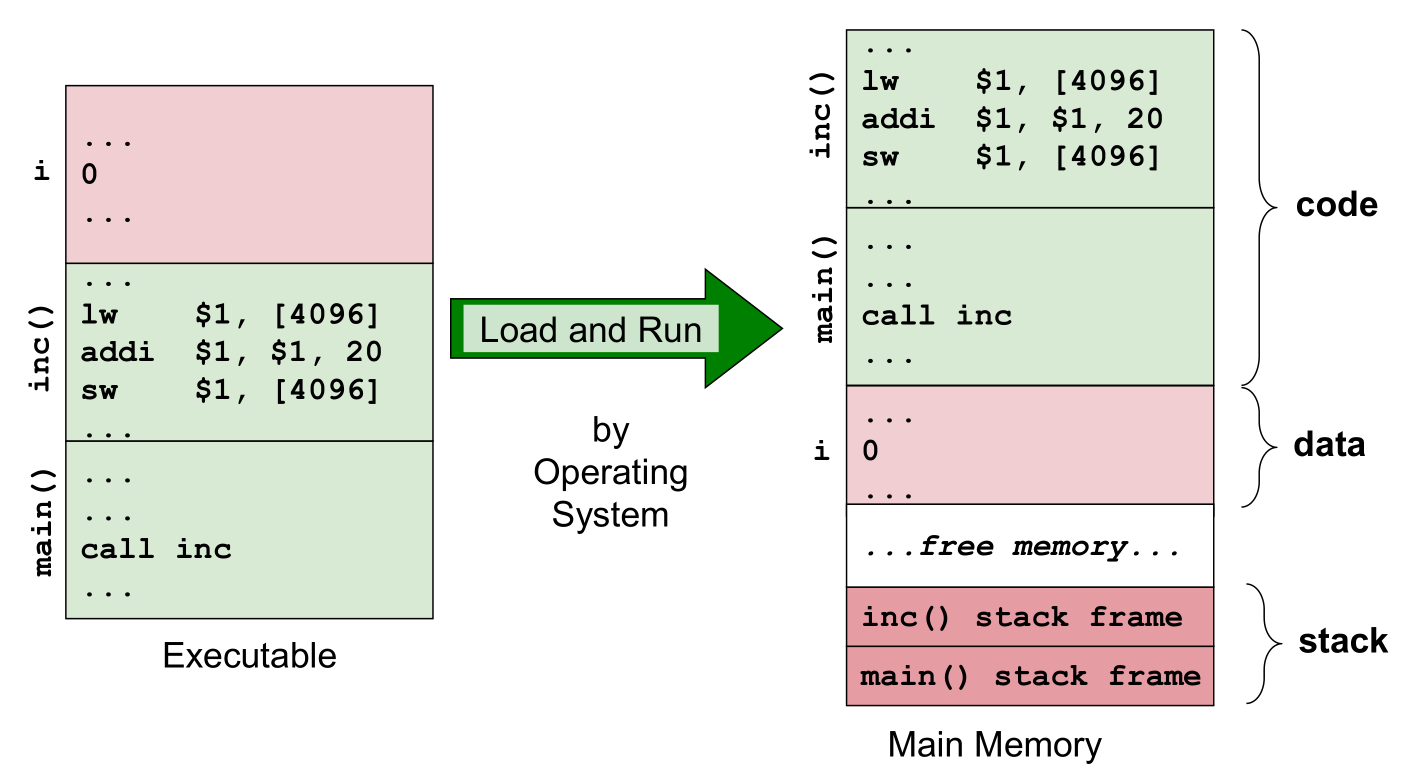 ...
i
0
...
inc()
...
lw $1, [4096]
addi $1, $1, 20
sw $1, [4096]
...
main()
...
...
call inc
...
Executable
Load and Run
by
Operating
System
inc()
...
lw $1, [4096]
addi $1, $1, 20
sw $1, [4096]
...
main()
...
...
call inc
...
code
...
i
0
...
data
...free memory...
inc() stack frame
main() stack frame
stack
Main Memory